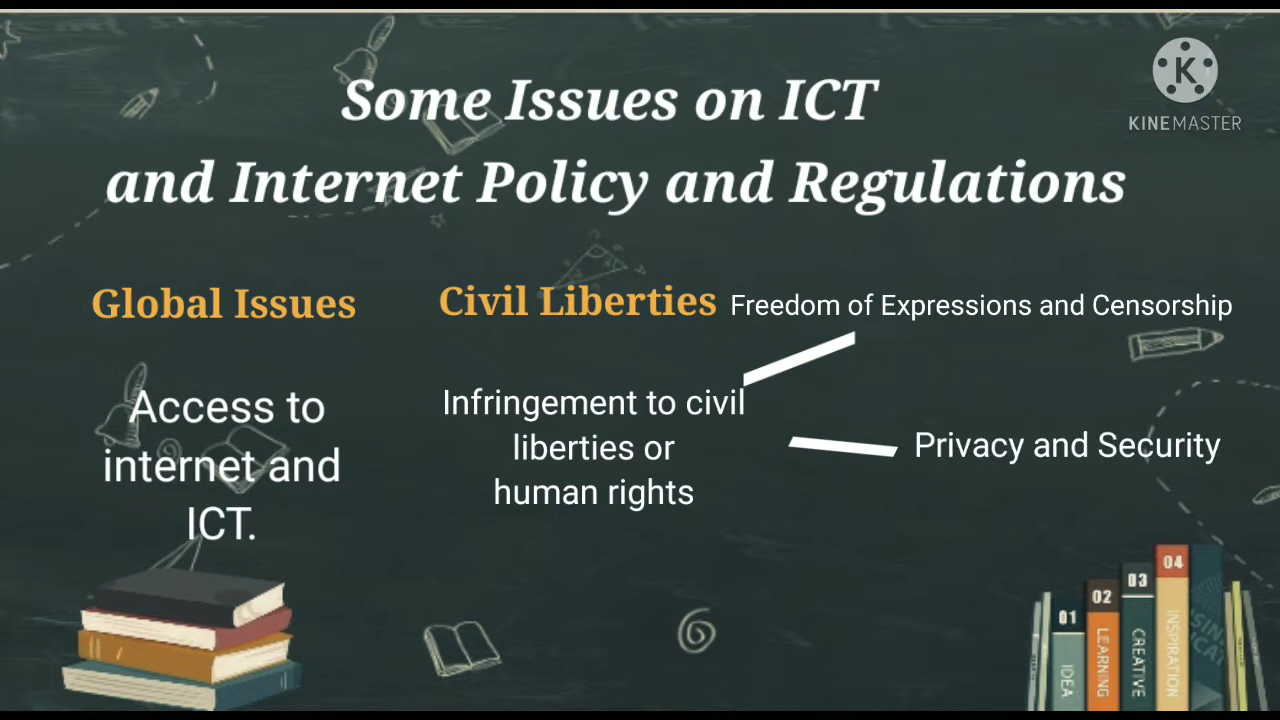 Some Issues on ICT
and Internet Policy and Regulations
KINEMASTER
Global Issues
Access to
internet and
ICT.
Civil Liberties
Infringement to civil
liberties or
human rights
Freedom of Expressions and Censorship
Privacy and Security
01
IDEA
02
LEARNING
03
CREATIVE
04
INSPIRATION